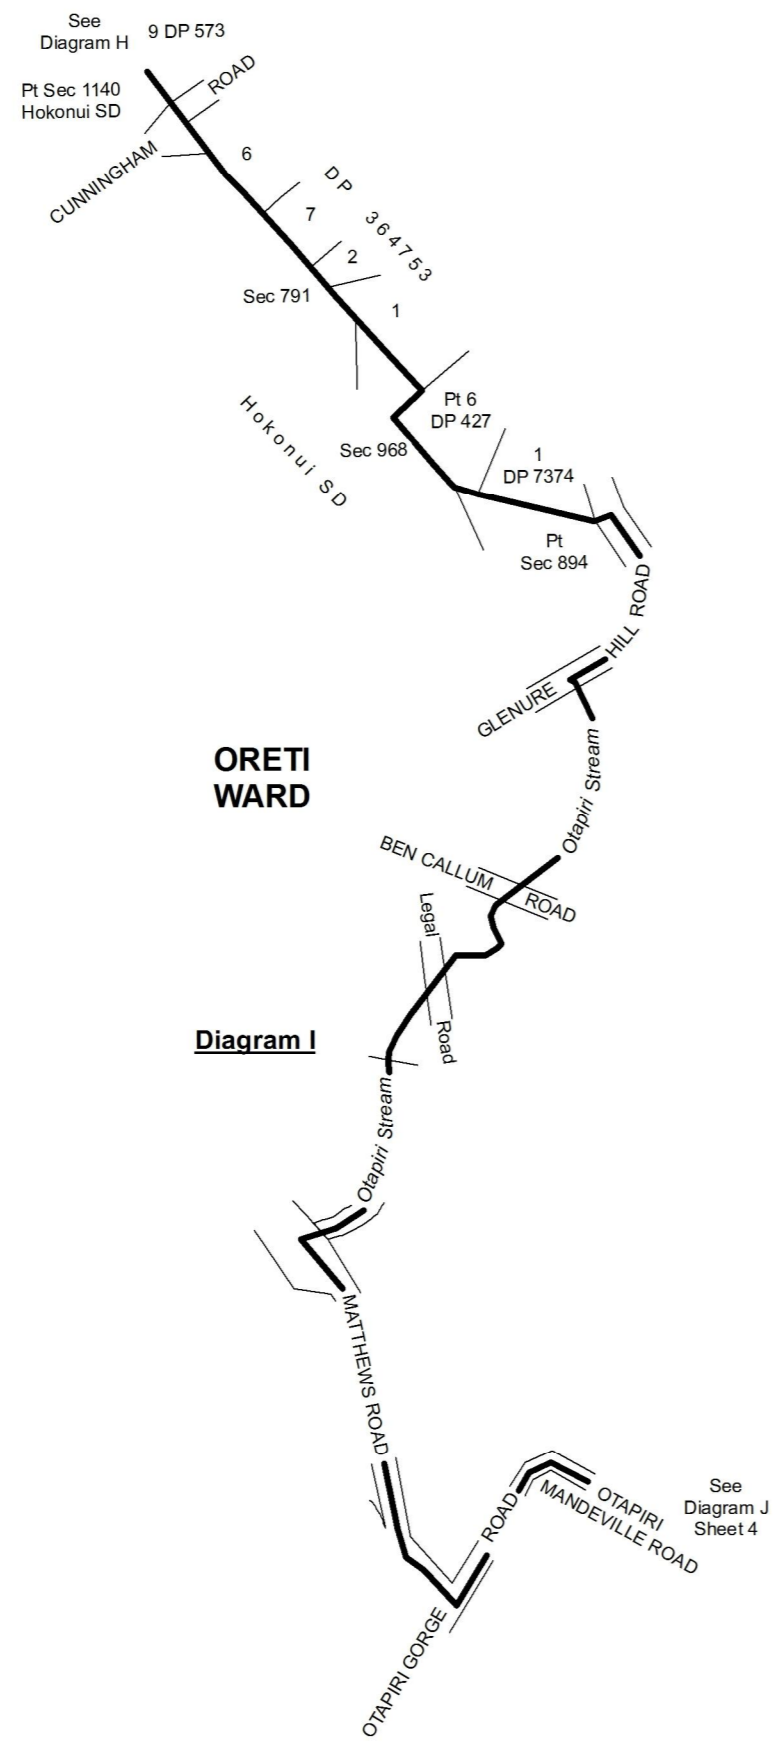 See
Diagram H
9 DP 573
Pt Sec 1140
Hokonui SD
CUNNINGHAM
ROAD
6
DP 364753
7
2
Sec 791
1
Pt 6
DP 427
Hokonui SD
Sec 968
1
DP 7374
Pt
Sec 894
GLENURE HILL ROAD
ORETI
WARD
Otapiri Stream
BEN CALLUM ROAD
Legal Road
Diagram I
Otapiri Stream
MATTHEWS ROAD
OTAPIRI GORGE ROAD
OTAPIRI
MANDEVILLE ROAD
See
Diagram J
Sheet 4